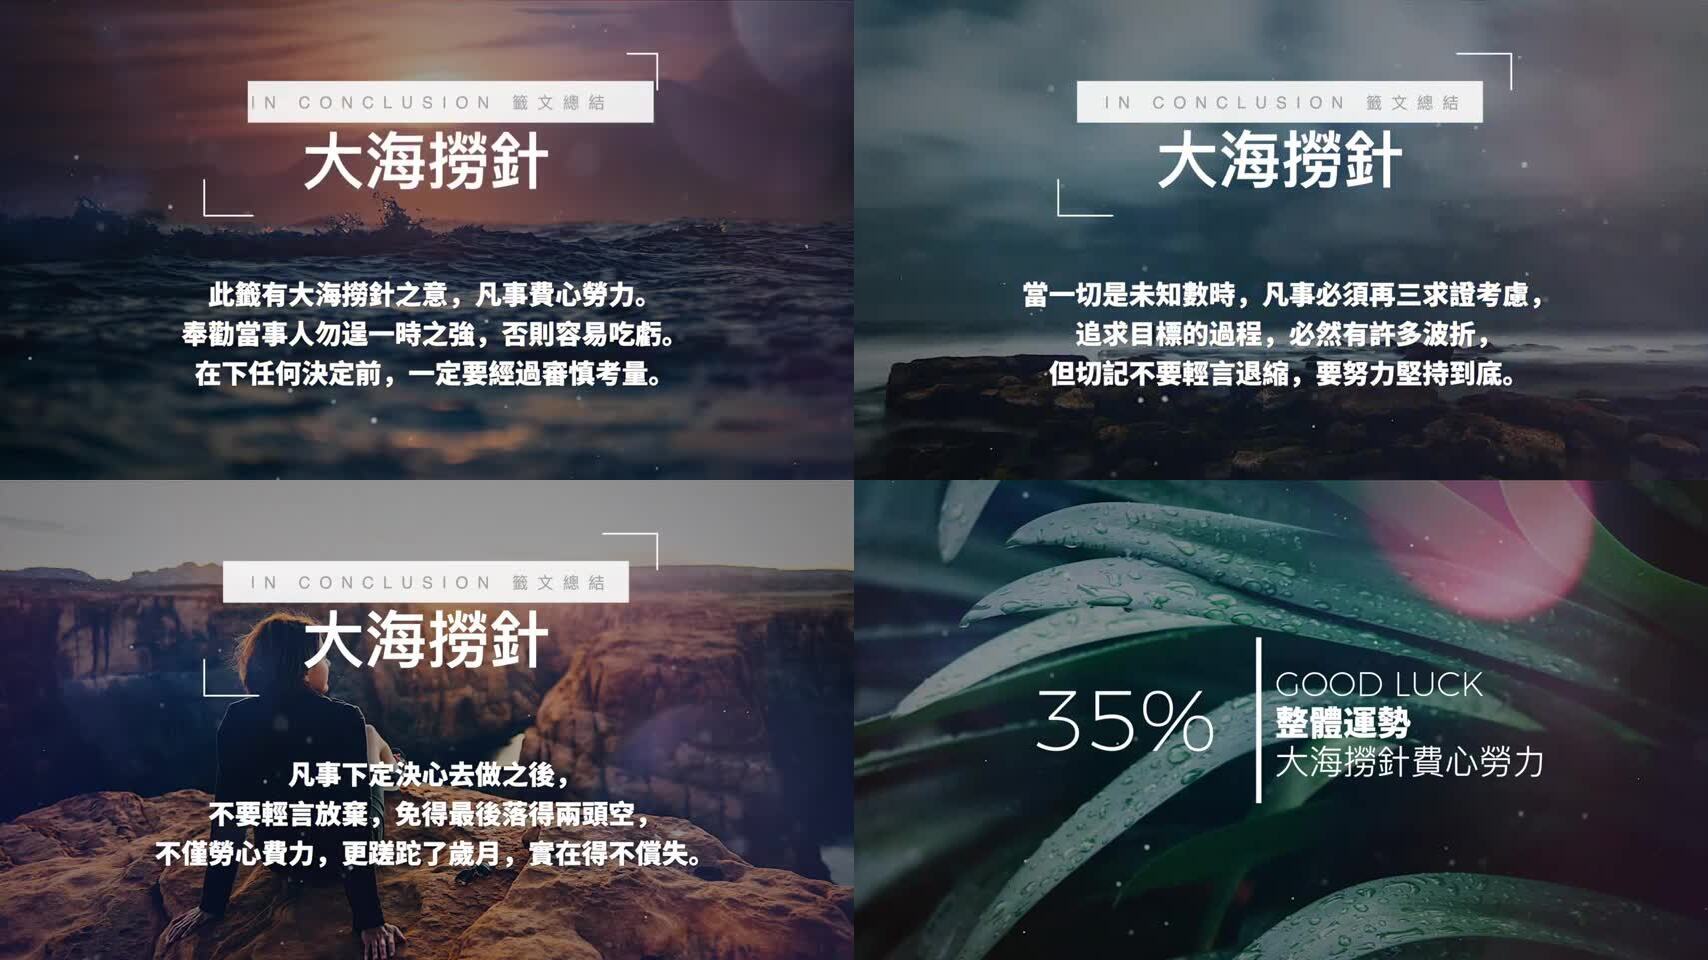 IN CONCLUSION 籤文總結
大海撈針
此籤有大海撈針之意，凡事費心勞力。
奉勸當事人勿逞一時之強，否則容易吃虧。
在下任何決定前，一定要經過審慎考量。
IN CONCLUSION 籤文總結
大海撈針
當一切是未知數時，凡事必須再三求證考慮，
追求目標的過程，必然有許多波折，
但切記不要輕言退縮，要努力堅持到底。
IN CONCLUSION 籤文總結
大海撈針
凡事下定決心去做之後，
不要輕言放棄，免得最後落得兩頭空，
不僅勞心費力，更蹉跎了歲月，實在得不償失。
35%
GOOD LUCK
整體運勢
大海撈針費心勞力